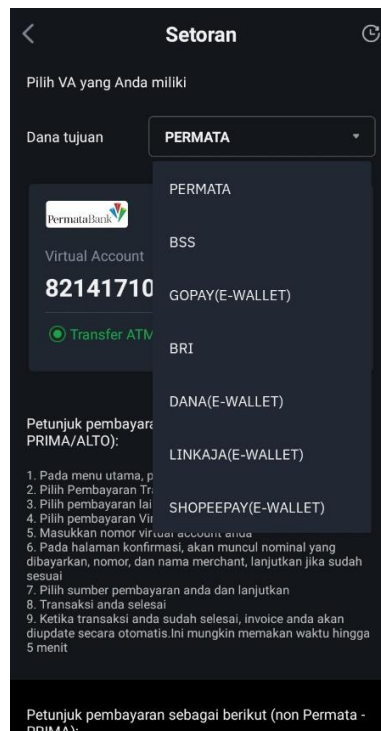 Setoran
Pilih VA yang Anda miliki
Dana tujuan
PERMATA
PERMATA
BSS
GOPAY(E-WALLET)
BRI
DANA(E-WALLET)
LINKAJA(E-WALLET)
SHOPEEPAY(E-WALLET)
PermataBank
Virtual Account
82141710
Transfer ATM
Petunjuk pembayara
PRIMA/ALTO):
1. Pada menu utama, p
2. Pilih Pembayaran Tr
3. Pilih pembayaran lai
4. Pilih pembayaran Vir
5. Masukkan nomor virtual account anda
6. Pada halaman konfirmasi, akan muncul nominal yang
dibayarkan, nomor, dan nama merchant, lanjutkan jika sudah
sesuai
7. Pilih sumber pembayaran anda dan lanjutkan
8. Transaksi anda selesai
9. Ketika transaksi anda sudah selesai, invoice anda akan
diupdate secara otomatis.Ini mungkin memakan waktu hingga
5 menit
Petunjuk pembayaran sebagai berikut (non Permata -
PRIMA):